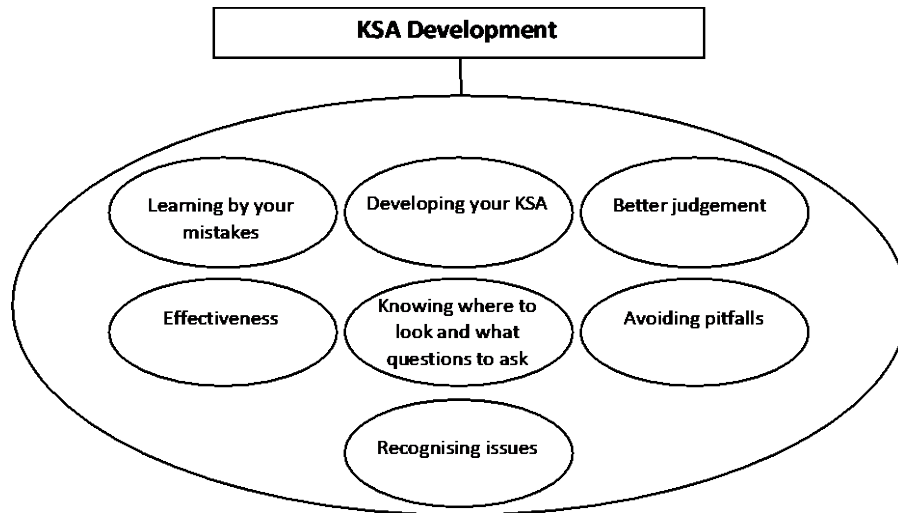 KSA Development
Learning by your
mistakes
Developing your KSA
Better judgement
Effectiveness
Knowing where to
look and what
questions to ask
Avoiding pitfalls
Recognising issues